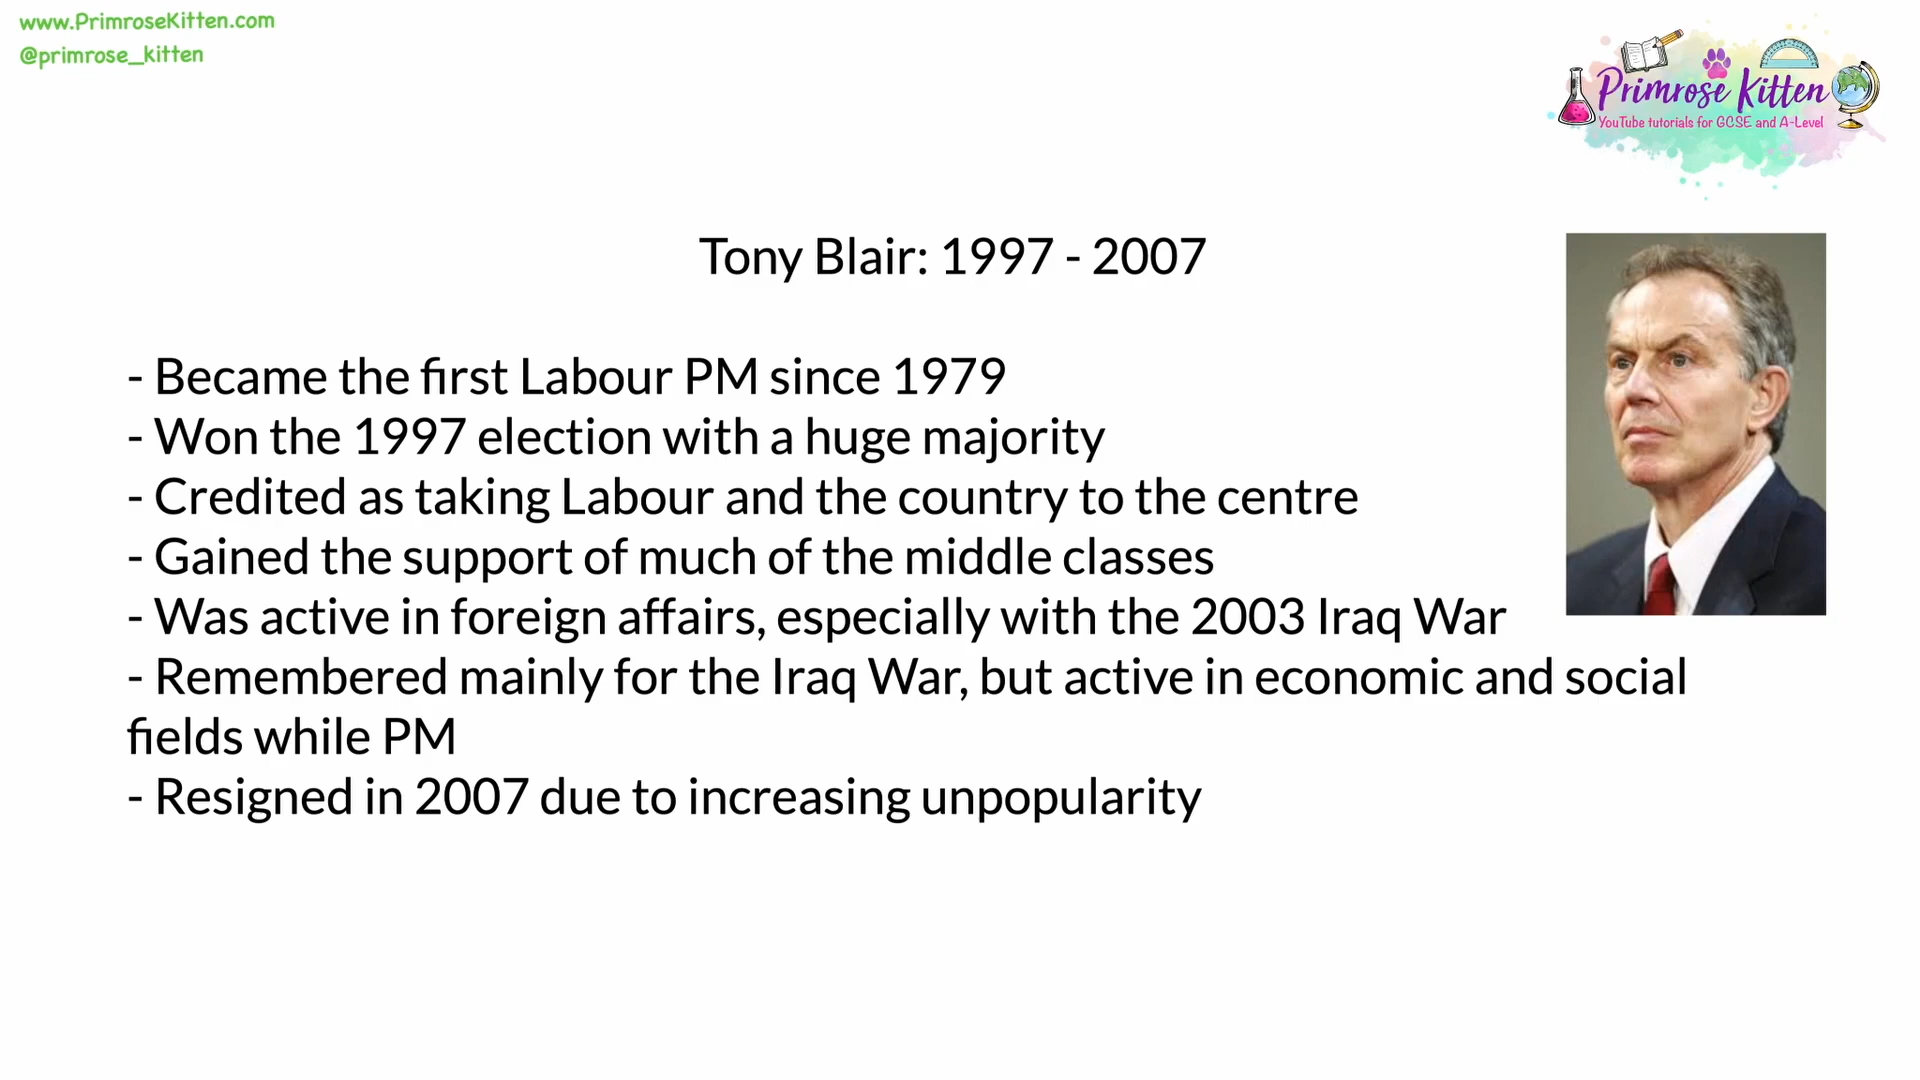 www.PrimroseKitten.com
@primrose_kitten
Primrose Kitten
YouTube tutorials for GCSE and A-Level
Tony Blair: 1997 - 2007
- Became the first Labour PM since 1979
- Won the 1997 election with a huge majority
- Credited as taking Labour and the country to the centre
- Gained the support of much of the middle classes
- Was active in foreign affairs, especially with the 2003 Iraq War
- Remembered mainly for the Iraq War, but active in economic and social
fields while PM
- Resigned in 2007 due to increasing unpopularity